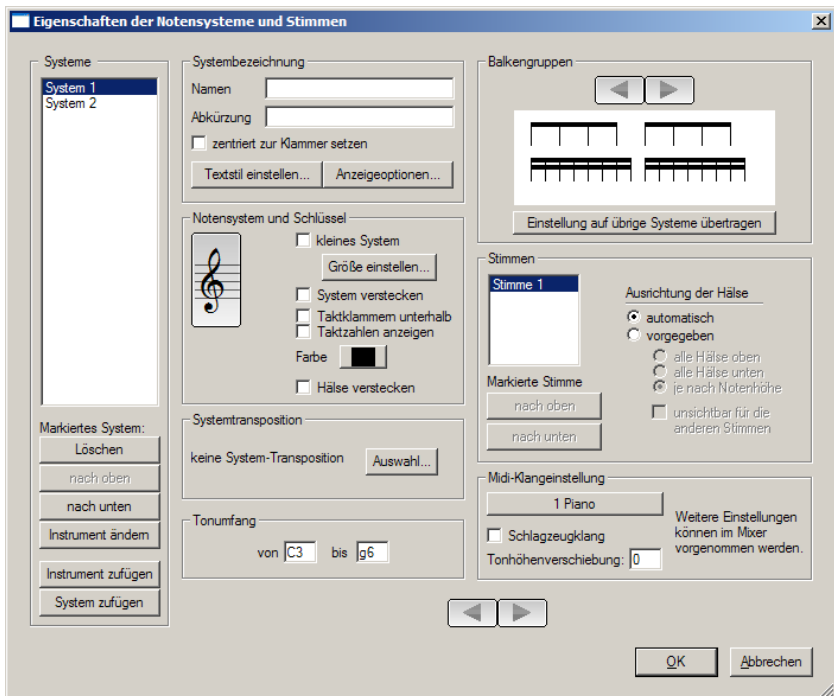 Eigenschaften der Notensysteme und Stimmen
Systeme
System 1
System 2
Markiertes System:
Löschen
nach oben
nach unten
Instrument ändern
Instrument zufügen
System zufügen
Systembezeichnung
Namen
Abkürzung
zentriert zur Klammer setzen
Textstil einstellen...
Anzeigeoptionen...
Notensystem und Schlüssel
kleines System
Größe einstellen...
System verstecken
Taktklammern unterhalb
Taktzahlen anzeigen
Farbe
Hälse verstecken
Systemtransposition
keine System-Transposition
Auswahl...
Tonumfang
von C3 bis g6
Balkengruppen
Einstellung auf übrige Systeme übertragen
Stimmen
Stimme 1
Markierte Stimme
nach oben
nach unten
Ausrichtung der Hälse
automatisch
vorgegeben
alle Hälse oben
alle Hälse unten
je nach Notenhöhe
unsichtbar für die
anderen Stimmen
Midi-Klangeinstellung
1 Piano
Schlagzeugklang
Tonhöhenverschiebung: 0
Weitere Einstellungen
können im Mixer
vorgenommen werden.
OK
Abbrechen